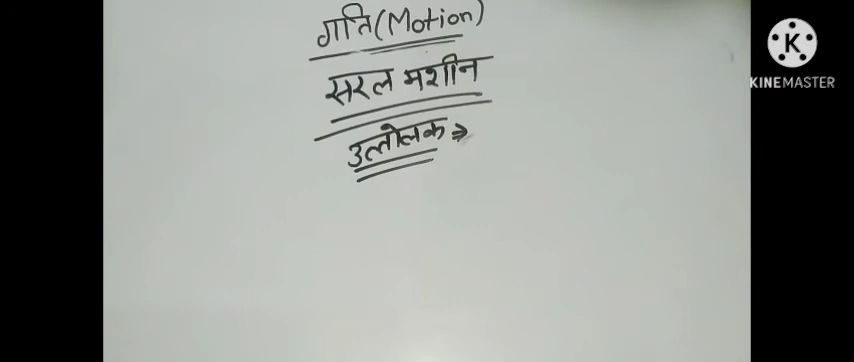 गति (Motion)
सरल मशीन
उत्तोलक ⇒
K
KINEMASTER